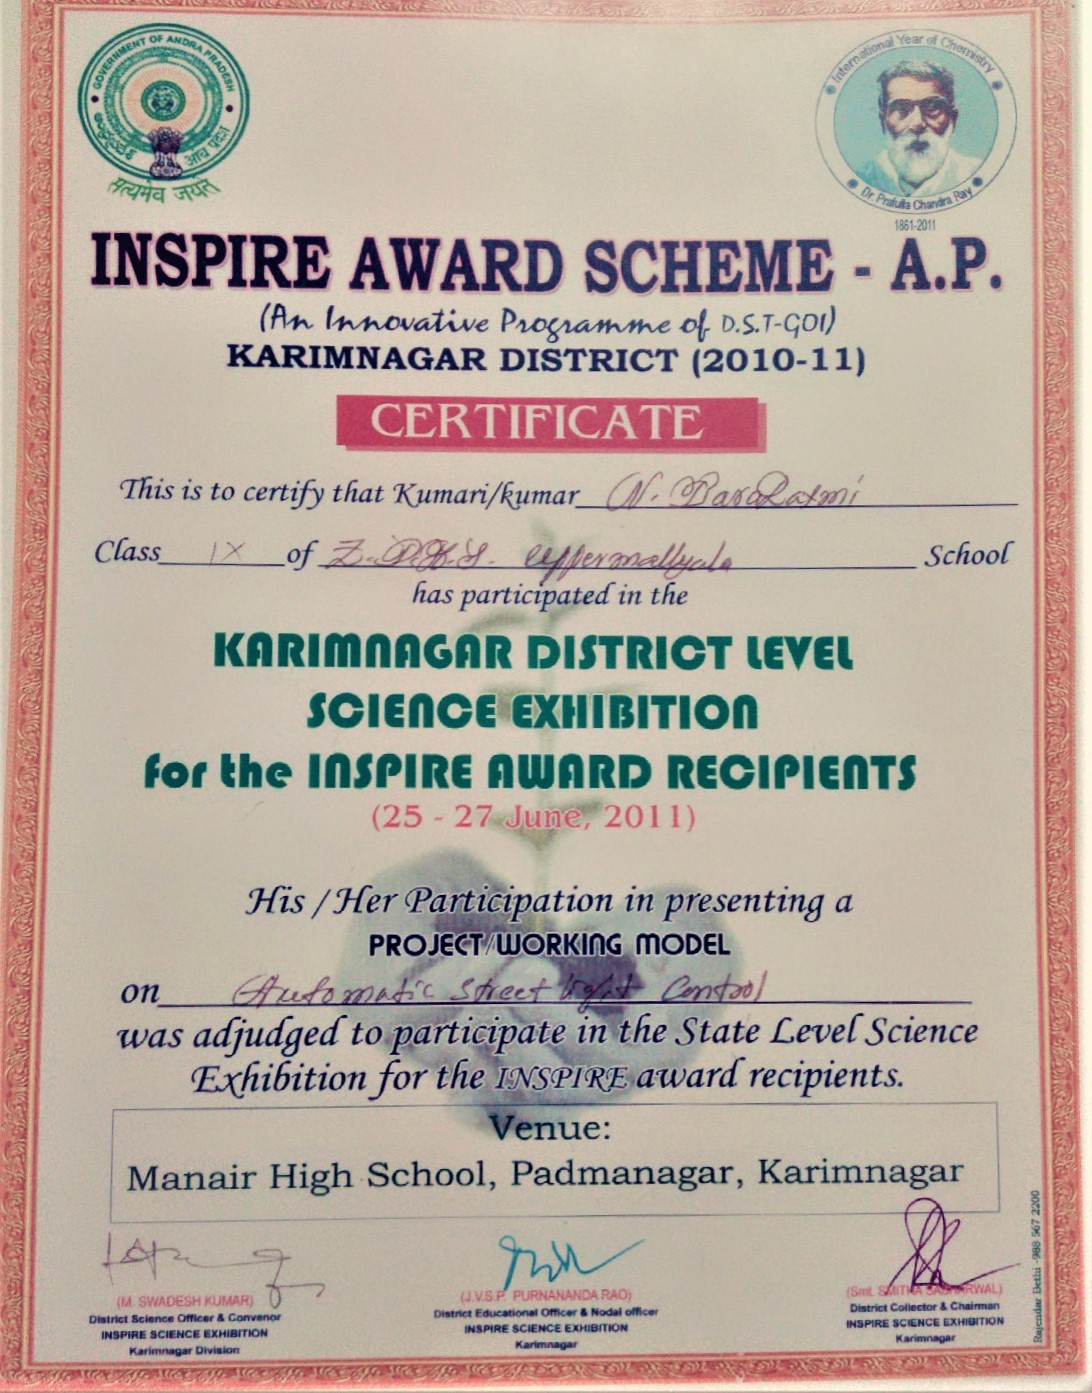 GOVERNMENT OF ANDRA PRADESH
सत्यमेव जयते
International Year of Chemistry
Dr. Prafulla Chandra Ray
1861-2011
INSPIRE AWARD SCHEME - A.P.
(An Innovative Programme of D.S.T-GOI)
KARIMNAGAR DISTRICT (2010-11)
CERTIFICATE
This is to certify that Kumari/kumar N.
Class IX of Z.P.H.S. uppermallyala School
has participated in the
KARIMNAGAR DISTRICT LEVEL
SCIENCE EXHIBITION
for the INSPIRE AWARD RECIPIENTS
(25 - 27 June, 2011)
His / Her Participation in presenting a
PROJECT/WORKING MODEL
on Automatic Street light Control
was adjudged to participate in the State Level Science
Exhibition for the INSPIRE award recipients.
Venue:
Manair High School, Padmanagar, Karimnagar
(M. SWADESH KUMAR)
District Science Officer & Convenor
INSPIRE SCIENCE EXHIBITION
Karimnagar Division
(J.V.S.P. PURNANANDA RAO)
District Educational Officer & Nodal officer
INSPIRE SCIENCE EXHIBITION
Karimnagar
(Smt. SMITHA SABHARWAL)
District Collector & Chairman
INSPIRE SCIENCE EXHIBITION
Karimnagar
Rajendar Bethi -988 567 2200